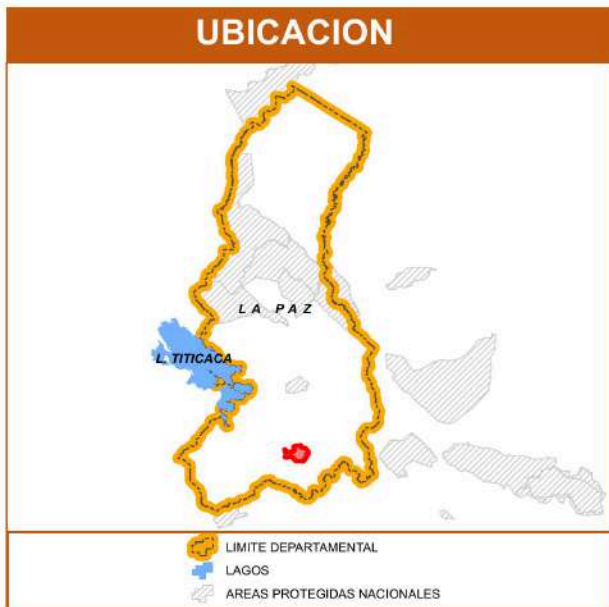 UBICACION
LA PAZ
L. TITICACA
LIMITE DEPARTAMENTAL
LAGOS
AREAS PROTEGIDAS NACIONALES